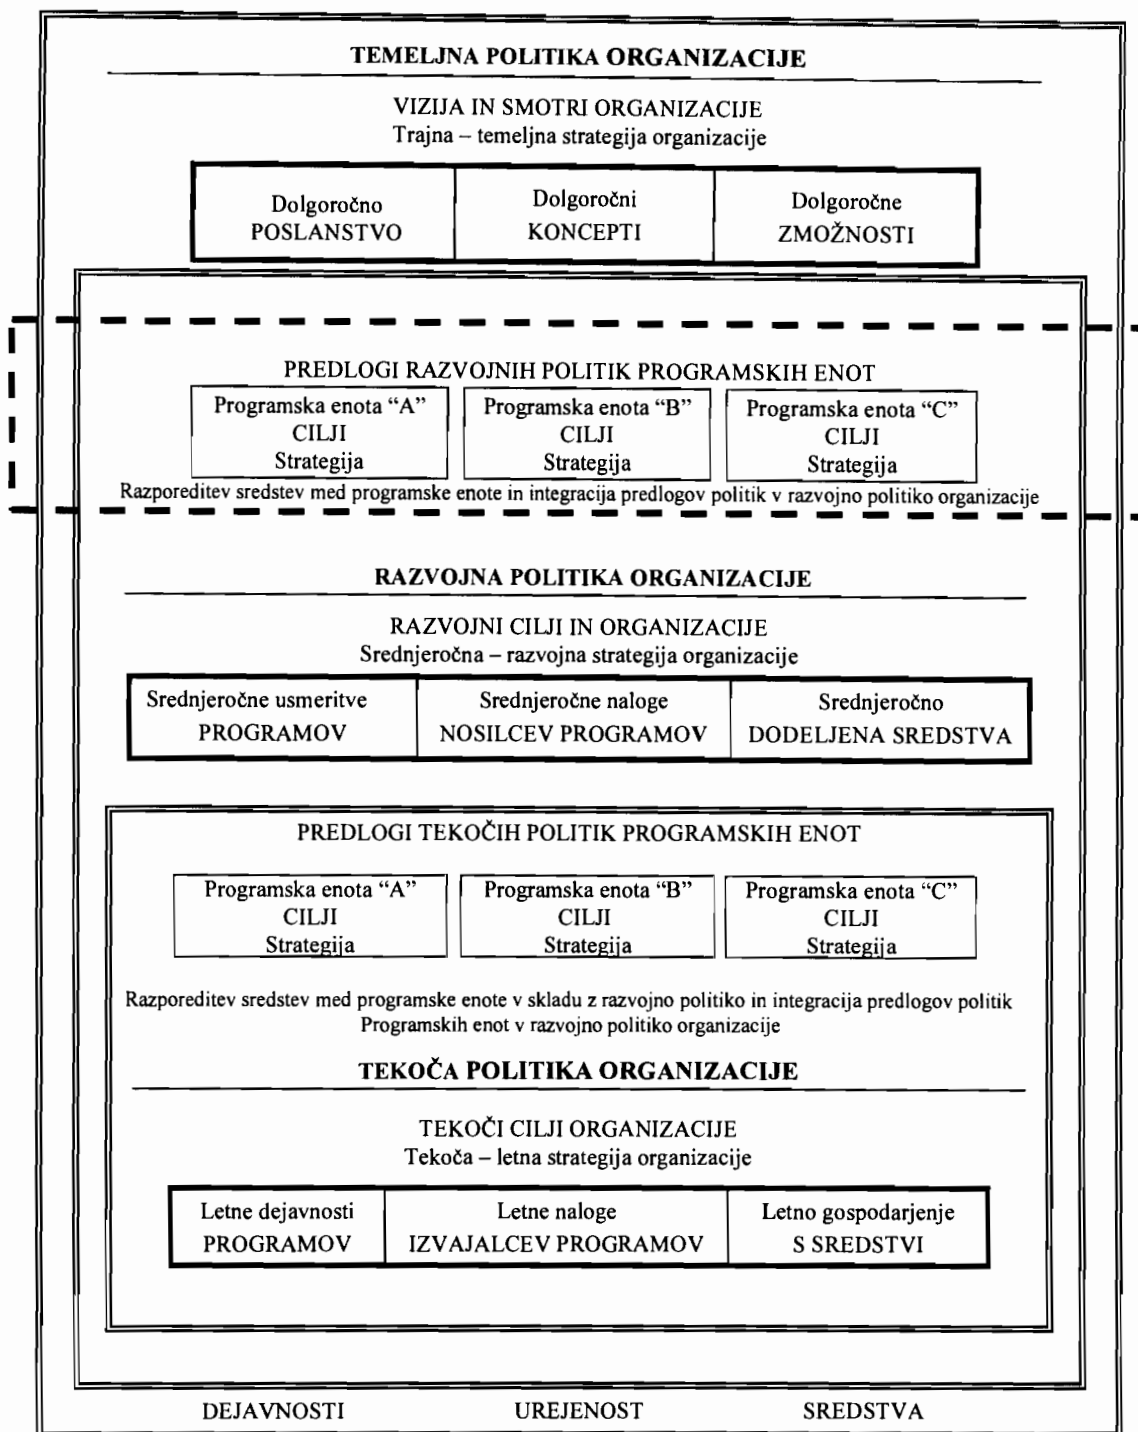 TEMELJNA POLITIKA ORGANIZACIJE
VIZIJA IN SMOTRI ORGANIZACIJE
Trajna – temeljna strategija organizacije
Dolgoročno
POSLANSTVO
Dolgoročni
KONCEPTI
Dolgoročne
ZMOŽNOSTI
PREDLOGI RAZVOJNIH POLITIK PROGRAMSKIH ENOT
Programska enota “A”
CILJI
Strategija
Programska enota “B”
CILJI
Strategija
Programska enota “C”
CILJI
Strategija
Razporeditev sredstev med programske enote in integracija predlogov politik v razvojno politiko organizacije
RAZVOJNA POLITIKA ORGANIZACIJE
RAZVOJNI CILJI IN ORGANIZACIJE
Srednjeročna – razvojna strategija organizacije
Srednjeročne usmeritve
PROGRAMOV
Srednjeročne naloge
NOSILCEV PROGRAMOV
Srednjeročno
DODELJENA SREDSTVA
PREDLOGI TEKOČIH POLITIK PROGRAMSKIH ENOT
Programska enota “A”
CILJI
Strategija
Programska enota “B”
CILJI
Strategija
Programska enota “C”
CILJI
Strategija
Razporeditev sredstev med programske enote v skladu z razvojno politiko in integracija predlogov politik
Programskih enot v razvojno politiko organizacije
TEKOČA POLITIKA ORGANIZACIJE
TEKOČI CILJI ORGANIZACIJE
Tekoča – letna strategija organizacije
Letne dejavnosti
PROGRAMOV
Letne naloge
IZVAJALCEV PROGRAMOV
Letno gospodarjenje
S SREDSTVI
DEJAVNOSTI
UREJENOST
SREDSTVA